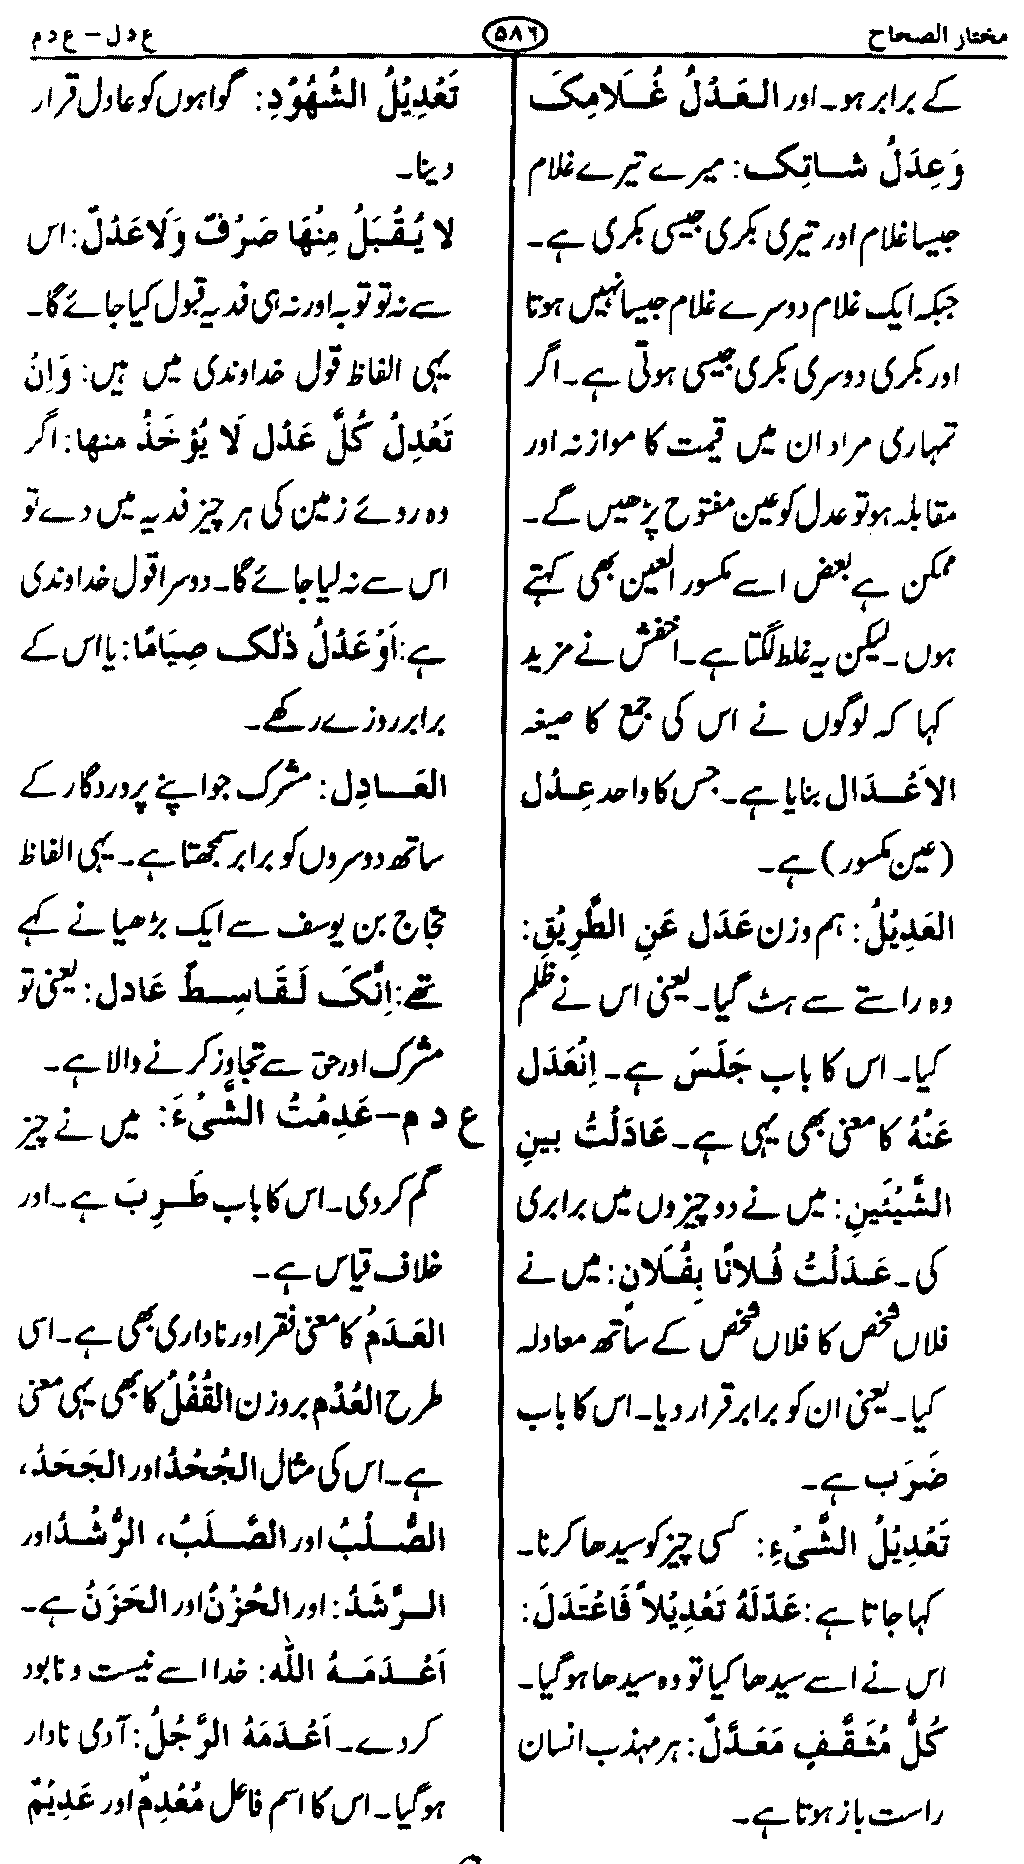 مختار الصحاح
۵۸۶
ع د ل – ع د م
کے برابر ہو۔ اور العَدْلُ غُلَامِکَ
وَعِدَلُ شاتِک: میرے تیرے غلام
جیسا غلام اور تیری بکری جیسی بکری ہے۔
جبکہ ایک غلام دوسرے غلام جیسا نہیں ہوتا
اور بکری دوسری بکری جیسی ہوتی ہے۔ اگر
تمہاری مراد ان میں قیمت کا موازنہ اور
مقابلہ ہو تو عدل کو عین مفتوح پڑھیں گے۔
ممکن ہے بعض اسے مکسور العین بھی کہتے
ہوں۔ لیکن یہ غلط لگتا ہے۔ اخفش نے مزید
کہا کہ لوگوں نے اس کی جمع کا صیغہ
الاَعْدَال بنایا ہے۔ جس کا واحد عِدْل
(عین مکسور) ہے۔
العَدِیْلُ: ہم وزن عَدَل عَنِ الطَّرِیْقِ:
وہ راستے سے ہٹ گیا۔ یعنی اس نے ظلم
کیا۔ اس کا باب جَلَسَ ہے۔ اِنْعَدَل
عَنْهُ کا معنی بھی یہی ہے۔ عَادَلْتُ بینِ
الشَّیْئَینِ: میں نے دو چیزوں میں برابری
کی۔ عَدَلْتُ فُلانًا بِفُلَان: میں نے
فلاں شخص کا فلاں شخص کے ساتھ معادلہ
کیا۔ یعنی ان کو برابر قرار دیا۔ اس کا باب
ضَرَب ہے۔
تَعْدِیْلُ الشَّیْءِ: کسی چیز کو سیدھا کرنا۔
کہا جاتا ہے: عَدّلَهُ تَعْدِیْلاً فَاعْتَدَلَ:
اس نے اسے سیدھا کیا تو وہ سیدھا ہو گیا۔
کُلُّ مُثَقَّفٍ مَعَدَّلٌ: ہر مہذب انسان
راست باز ہوتا ہے۔
تَعْدِیْلُ الشُّهُوْدِ: گواہوں کو عادل قرار
دینا۔
لا یُقْبَلُ مِنْهَا صَرْفٌ وَلَا عَدْلٌ: اس
سے نہ تو توبہ اور نہ ہی فدیہ قبول کیا جائے گا۔
یہی الفاظ قول خداوندی میں ہیں: وَاِنْ
تَعْدِلْ کُلَّ عَدْلٍ لَا یُؤْخَذُ منها: اگر
وہ روئے زمین کی ہر چیز فدیہ میں دے تو
اس سے نہ لیا جائے گا۔ دوسرا قول خداوندی
ہے: اَوْعَدْلُ ذٰلک صِیَامًا: یا اس کے
برابر روزے رکھے۔
العَادِل: مشرک جو اپنے پروردگار کے
ساتھ دوسروں کو برابر سمجھتا ہے۔ یہی الفاظ
حجّاج بن یوسف سے ایک بڑھیا نے کہے
تھے: اِنَّکَ لَقَاسِطٌ عَادل: یعنی تو
مشرک اور حق سے تجاوز کرنے والا ہے۔
ع د م – عَدِمْتُ الشَّیْءَ: میں نے چیز
گم کر دی۔ اس کا باب طَرِبَ ہے۔ اور
خلاف قیاس ہے۔
العَدَمُ کا معنی فقر اور ناداری بھی ہے۔ اسی
طرح العُدْم بروزن القُفْلُ کا بھی یہی معنی
ہے۔ اس کی مثال الجُحْدُ اور الجَحَدُ،
الصُّلْبُ اور الصَّلَبُ، الرُّشْدُ اور
الرَّشَدُ: اور الحُزْنُ اور الحَزَنُ ہے۔
اَعْدَمَهُ اللّٰہ: خدا اسے نیست و نابود
کر دے۔ اَعْدَمَهُ الرَّجُلُ: آدمی نادار
ہو گیا۔ اس کا اسم فاعل مُعْدِمٌ اور عَدِیْمٌ